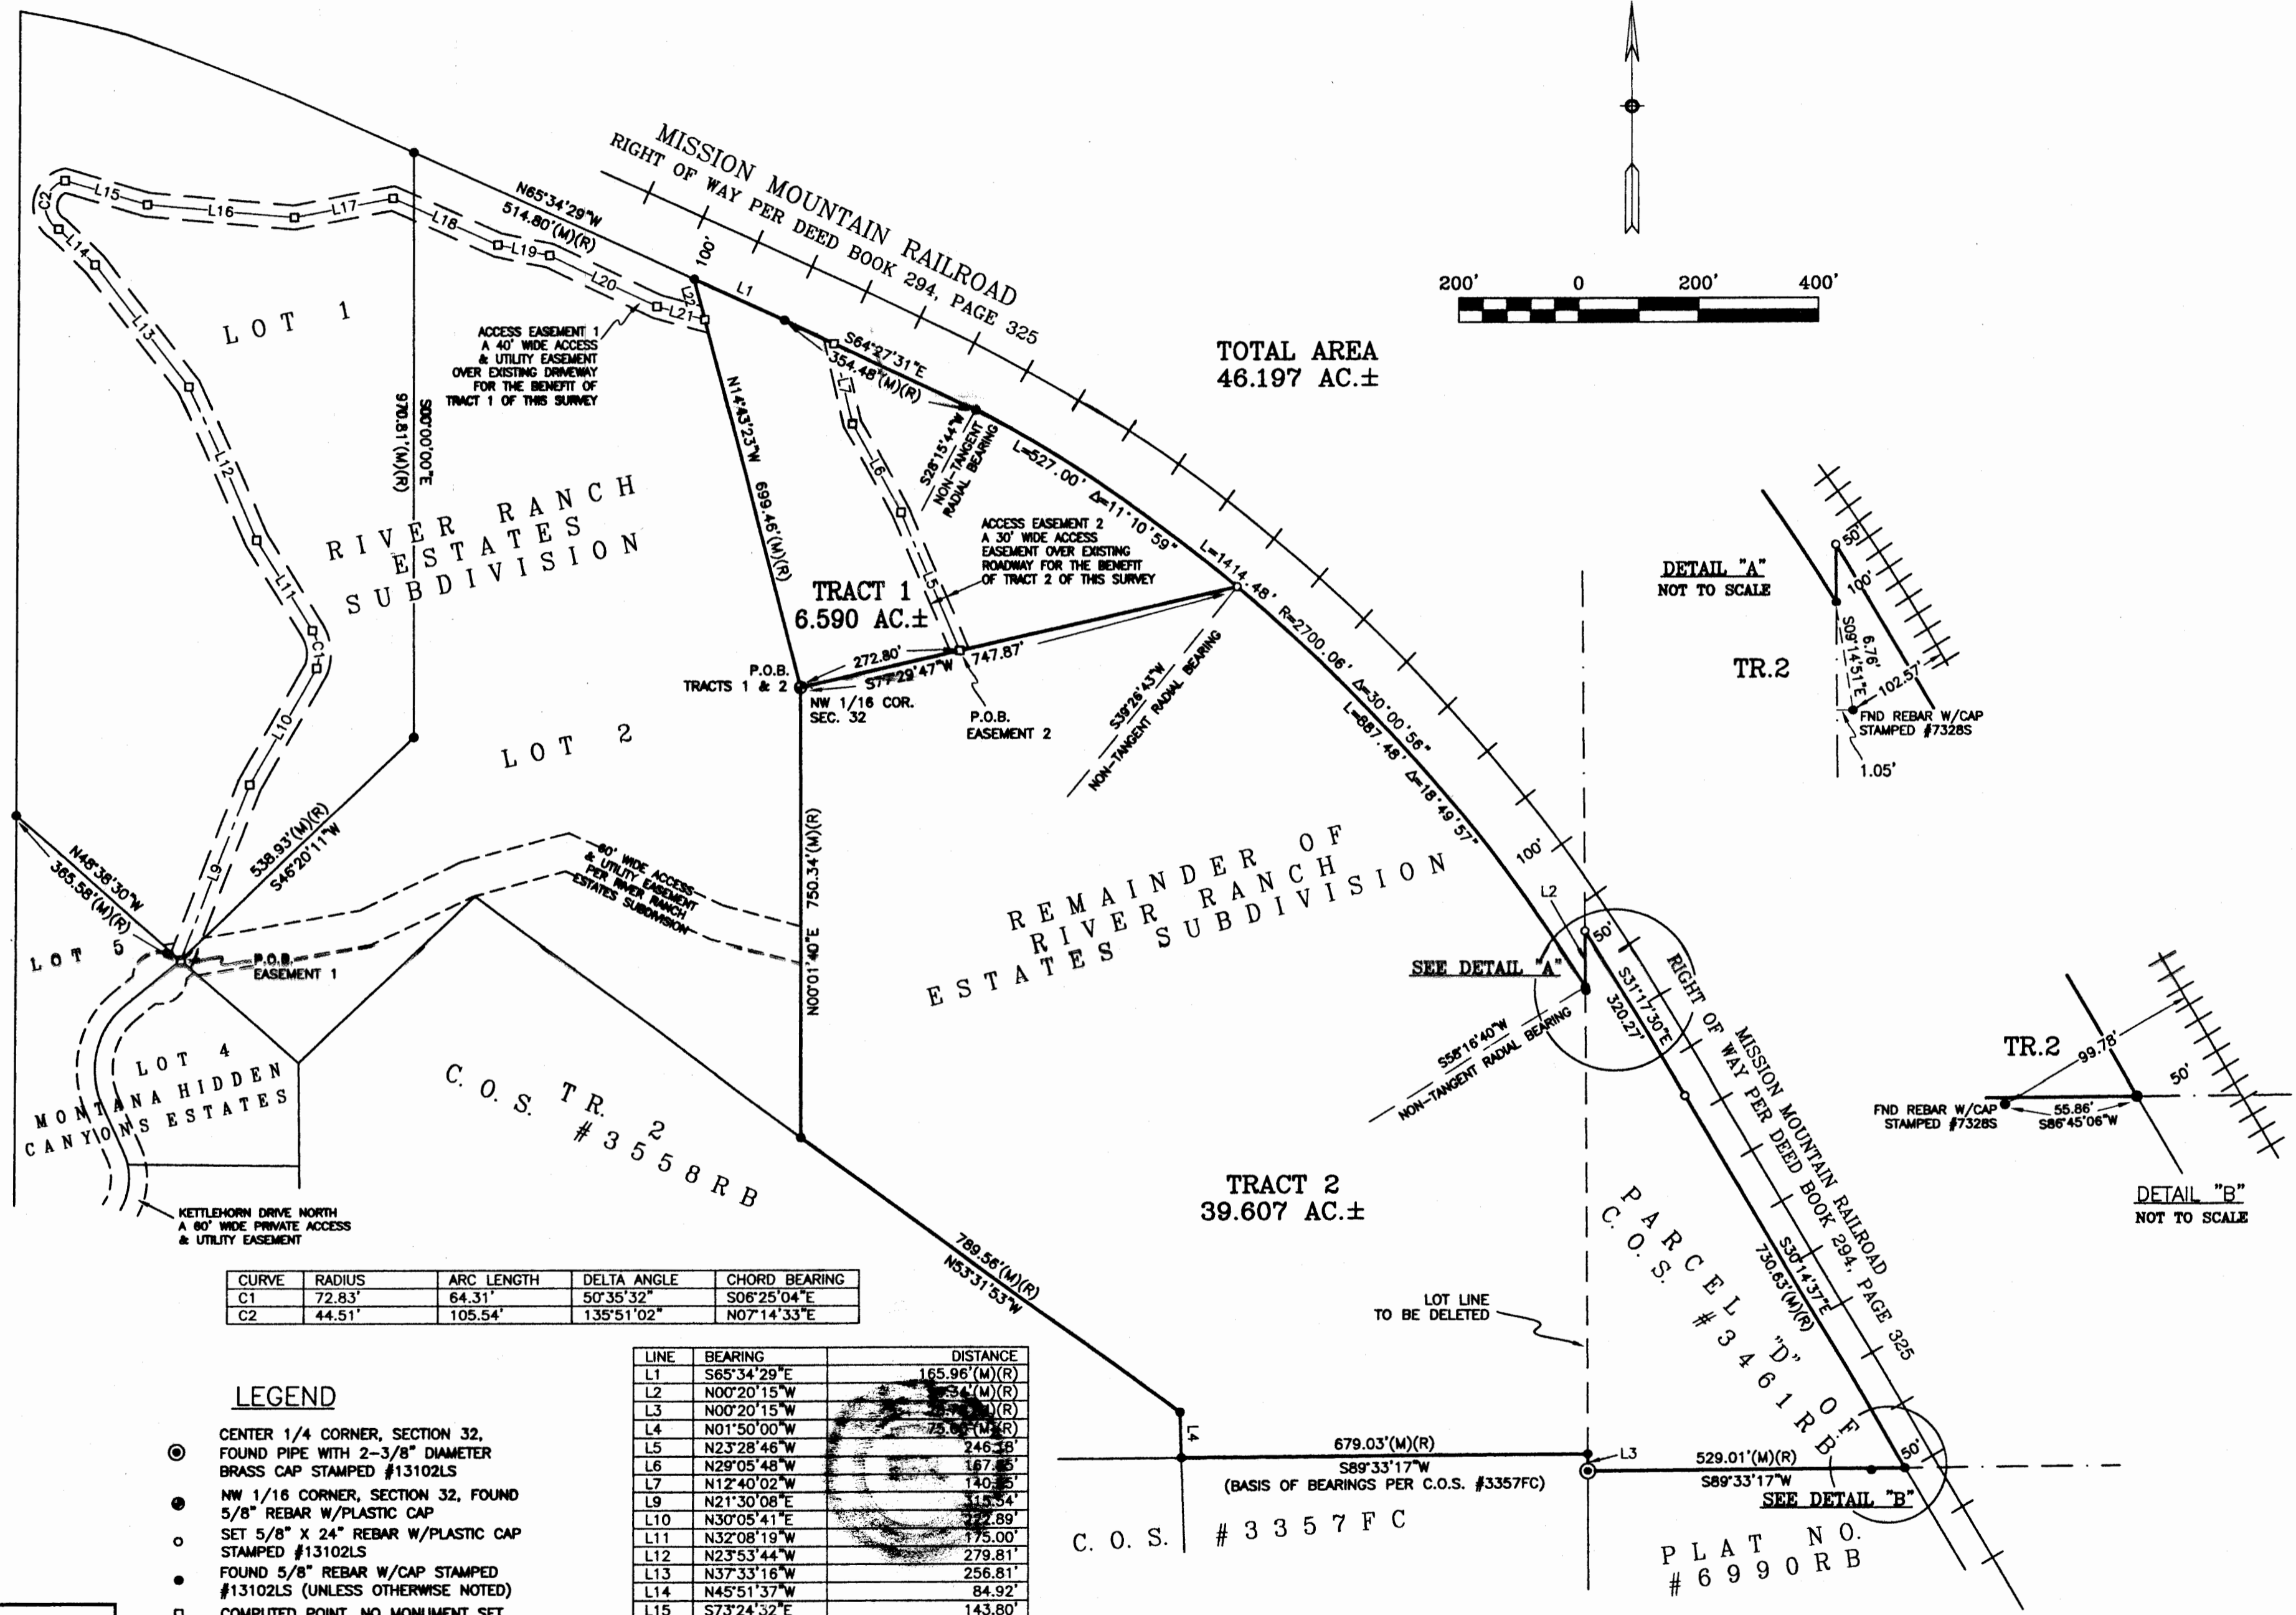 MISSION MOUNTAIN RAILROAD
RIGHT OF WAY PER DEED BOOK 294, PAGE 325
N65°34'29"W
514.80'(M)(R)
100'
L1
L22
L21
L20
L19
L18
L17
L16
L15
C2
L14
L13
L12
L11
C1
L10
L9
LOT 1
ACCESS EASEMENT 1
A 40' WIDE ACCESS
& UTILITY EASEMENT
OVER EXISTING DRIVEWAY
FOR THE BENEFIT OF
TRACT 1 OF THIS SURVEY
S00°00'00"E
970.81'(M)(R)
RIVER RANCH
ESTATES
SUBDIVISION
N14°43'23"W 699.46'(M)(R)
S64°27'31"E
354.48'(M)(R)
L7
L6
L5
S28°15'44"W
NON-TANGENT
RADIAL BEARING
L=527.00' Δ=11°10'59"
ACCESS EASEMENT 2
A 30' WIDE ACCESS
EASEMENT OVER EXISTING
ROADWAY FOR THE BENEFIT
OF TRACT 2 OF THIS SURVEY
TRACT 1
6.590 AC.±
L=1414.48' R=2700.06' Δ=30°00'56"
L=887.48' Δ=18°49'57"
272.80'
747.87'
S77°29'47"W
P.O.B.
TRACTS 1 & 2
NW 1/16 COR.
SEC. 32
P.O.B.
EASEMENT 2
S39°26'43"W
NON-TANGENT RADIAL BEARING
TOTAL AREA
46.197 AC.±
200' 0 200' 400'
DETAIL "A"
NOT TO SCALE
50'
100'
S09°14'51"E
6.76'
102.57'
TR.2
FND REBAR W/CAP
STAMPED #7328S
1.05'
LOT 2
538.93'(M)(R)
S46°20'11"W
N48°38'30"W
365.58'(M)(R)
LOT 5
P.O.B.
EASEMENT 1
60' WIDE ACCESS
& UTILITY EASEMENT
PER RIVER RANCH
ESTATES SUBDIVISION
N00°01'40"E 750.34'(M)(R)
REMAINDER OF
RIVER RANCH
ESTATES SUBDIVISION
100'
L2
50'
SEE DETAIL "A"
S58°16'40"W
NON-TANGENT RADIAL BEARING
S31°17'30"E
320.27'
MISSION MOUNTAIN RAILROAD
RIGHT OF WAY PER DEED BOOK 294, PAGE 325
S30°14'37"E
730.63'(M)(R)
TR.2
99.78'
50'
FND REBAR W/CAP
STAMPED #7328S
55.86'
S86°45'06"W
DETAIL "B"
NOT TO SCALE
LOT 4
MONTANA HIDDEN
CANYONS ESTATES
KETTLEHORN DRIVE NORTH
A 60' WIDE PRIVATE ACCESS
& UTILITY EASEMENT
TR. 2
C.O.S. #3558RB
TRACT 2
39.607 AC.±
789.56'(M)(R)
N53°31'53"W
LOT LINE
TO BE DELETED
PARCEL "D" OF
C.O.S. #3461RB
L4
679.03'(M)(R)
S89°33'17"W
(BASIS OF BEARINGS PER C.O.S. #3357FC)
L3
529.01'(M)(R)
S89°33'17"W
50'
SEE DETAIL "B"
C.O.S. #3357FC
PLAT NO.
#6990RB
CURVE RADIUS ARC LENGTH DELTA ANGLE CHORD BEARING
C1 72.83' 64.31' 50°35'32" S06°25'04"E
C2 44.51' 105.54' 135°51'02" N07°14'33"E
LINE BEARING DISTANCE
L1 S65°34'29"E 165.96'(M)(R)
L2 N00°20'15"W (M)(R)
L3 N00°20'15"W (R)
L4 N01°50'00"W (M)(R)
L5 N23°28'46"W
L6 N29°05'48"W
L7 N12°40'02"W
L9 N21°30'08"E
L10 N30°05'41"E
L11 N32°08'19"W 175.00'
L12 N23°53'44"W 279.81'
L13 N37°33'16"W 256.81'
L14 N45°51'37"W 84.92'
L15 S73°24'32"E 143.80'
LEGEND
CENTER 1/4 CORNER, SECTION 32,
FOUND PIPE WITH 2-3/8" DIAMETER
BRASS CAP STAMPED #13102LS
NW 1/16 CORNER, SECTION 32, FOUND
5/8" REBAR W/PLASTIC CAP
SET 5/8" X 24" REBAR W/PLASTIC CAP
STAMPED #13102LS
FOUND 5/8" REBAR W/CAP STAMPED
#13102LS (UNLESS OTHERWISE NOTED)
COMPUTED POINT, NO MONUMENT SET